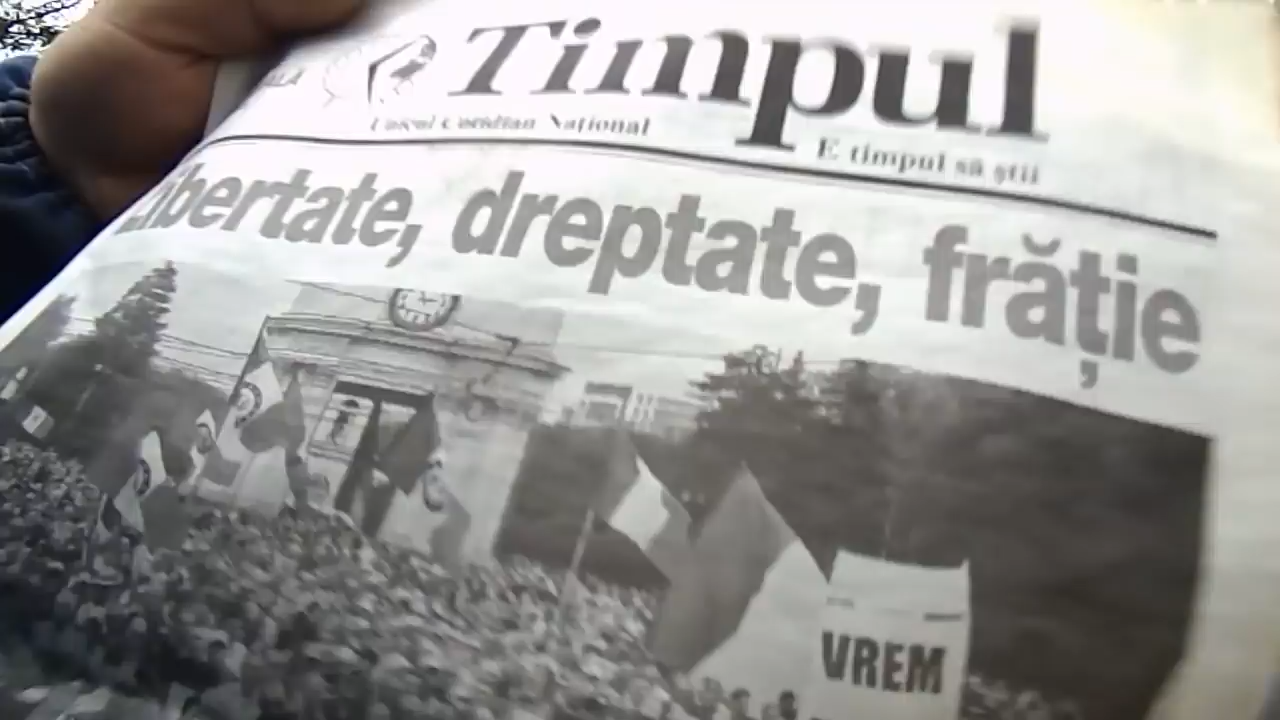 Timpul
Cotidian Național
E timpul să știi
Libertate, dreptate, frăție
VREM